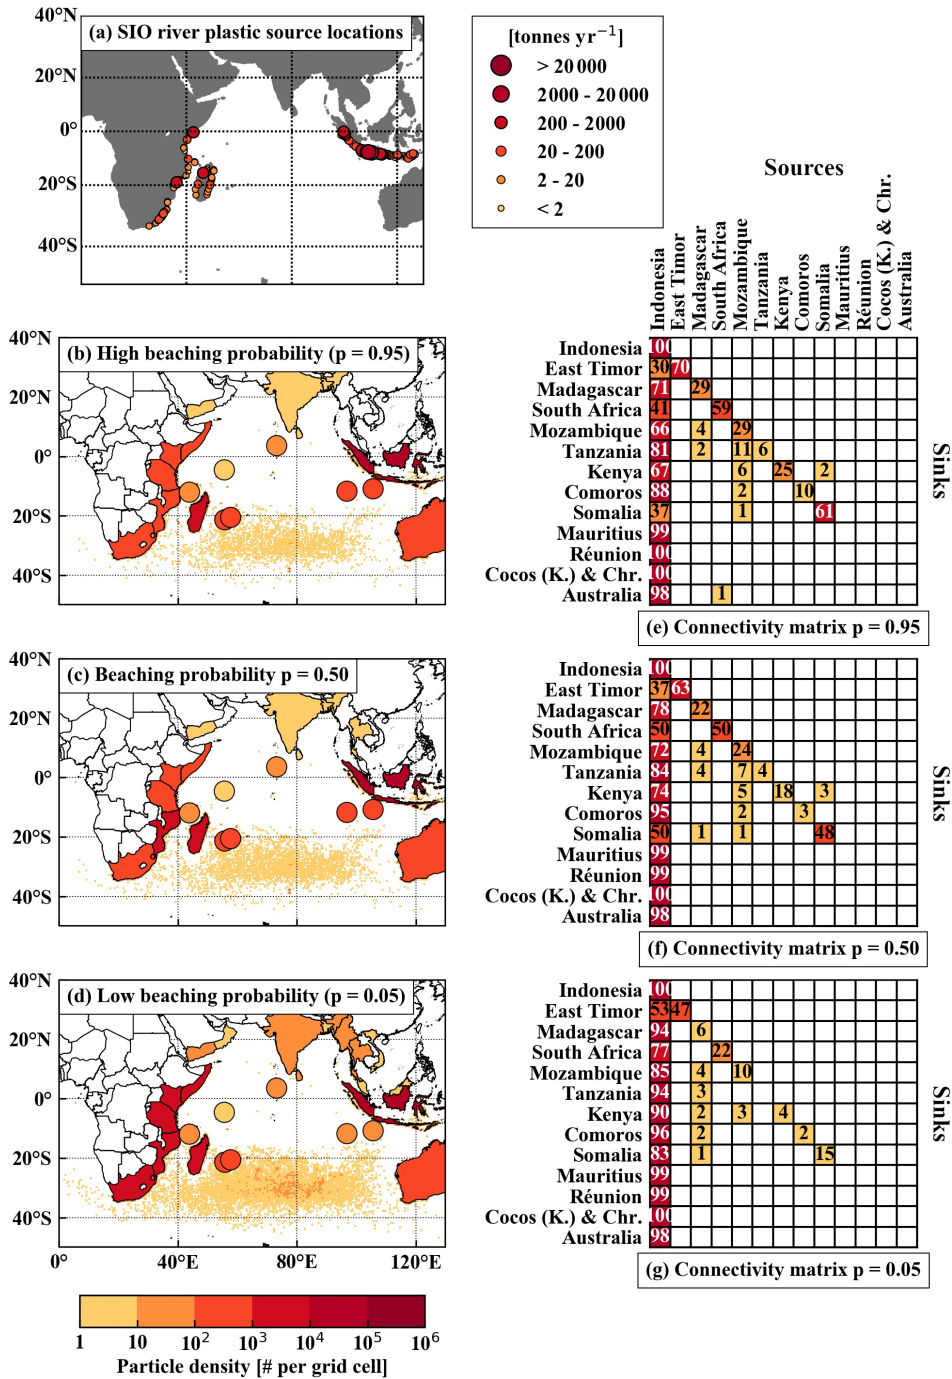 40°N
(a) SIO river plastic source locations
20°N
0°
20°S
40°S
[tonnes yr⁻¹]
> 20 000
2000 - 20 000
200 - 2000
20 - 200
2 - 20
< 2
Sources
Indonesia
East Timor
Madagascar
South Africa
Mozambique
Tanzania
Kenya
Comoros
Somalia
Mauritius
Réunion
Cocos (K.) & Chr.
Australia
40°N
(b) High beaching probability (p = 0.95)
20°N
0°
20°S
40°S
Indonesia 100
East Timor 30 70
Madagascar 71 29
South Africa 41 59
Mozambique 66 4 29
Tanzania 81 2 11 6
Kenya 67 6 25 2
Comoros 88 2 10
Somalia 37 1 61
Mauritius 99
Réunion 100
Cocos (K.) & Chr. 100
Australia 98 1
Sinks
(e) Connectivity matrix p = 0.95
40°N
(c) Beaching probability p = 0.50
20°N
0°
20°S
40°S
Indonesia 100
East Timor 37 63
Madagascar 78 22
South Africa 50 50
Mozambique 72 4 24
Tanzania 84 4 7 4
Kenya 74 5 18 3
Comoros 95 2 3
Somalia 50 1 1 48
Mauritius 99
Réunion 99
Cocos (K.) & Chr. 100
Australia 98
Sinks
(f) Connectivity matrix p = 0.50
40°N
(d) Low beaching probability (p = 0.05)
20°N
0°
20°S
40°S
0° 40°E 80°E 120°E
Indonesia 100
East Timor 53 47
Madagascar 94 6
South Africa 77 22
Mozambique 85 4 10
Tanzania 94 3
Kenya 90 2 3 4
Comoros 96 2 2
Somalia 83 1 15
Mauritius 99
Réunion 99
Cocos (K.) & Chr. 100
Australia 98
Sinks
(g) Connectivity matrix p = 0.05
1 10 10² 10³ 10⁴ 10⁵ 10⁶
Particle density [# per grid cell]